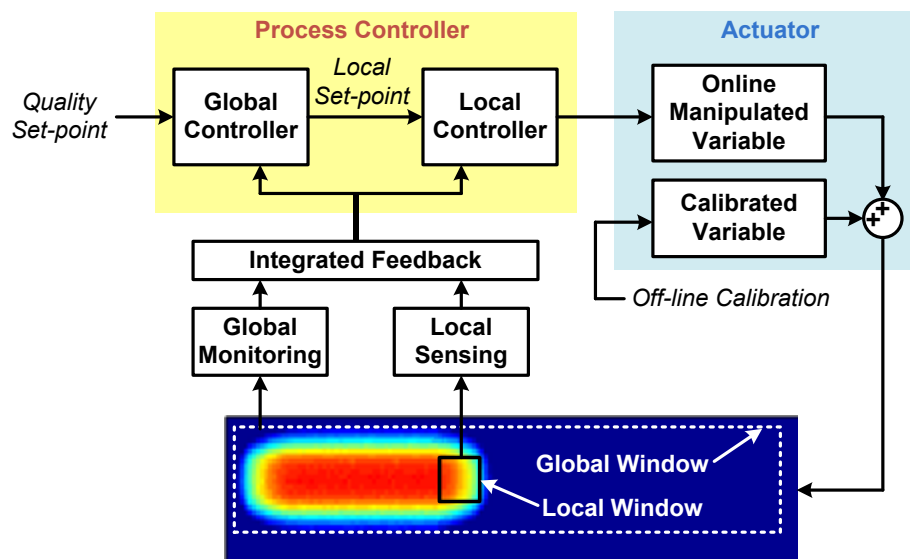 Process Controller
Actuator
Quality
Set-point
Global
Controller
Local
Set-point
Local
Controller
Online
Manipulated
Variable
Calibrated
Variable
++
Integrated Feedback
Off-line Calibration
Global
Monitoring
Local
Sensing
Global Window
Local Window